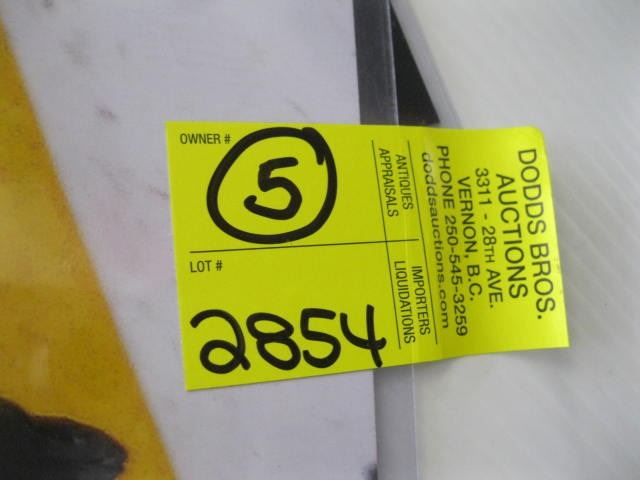 DODDS BROS.
AUCTIONS
3311 - 28TH AVE.
VERNON, B.C.
PHONE 250-545-3259
doddsauctions.com
ANTIQUES IMPORTERS
APPRAISALS LIQUIDATIONS
OWNER #
5
LOT #
2854